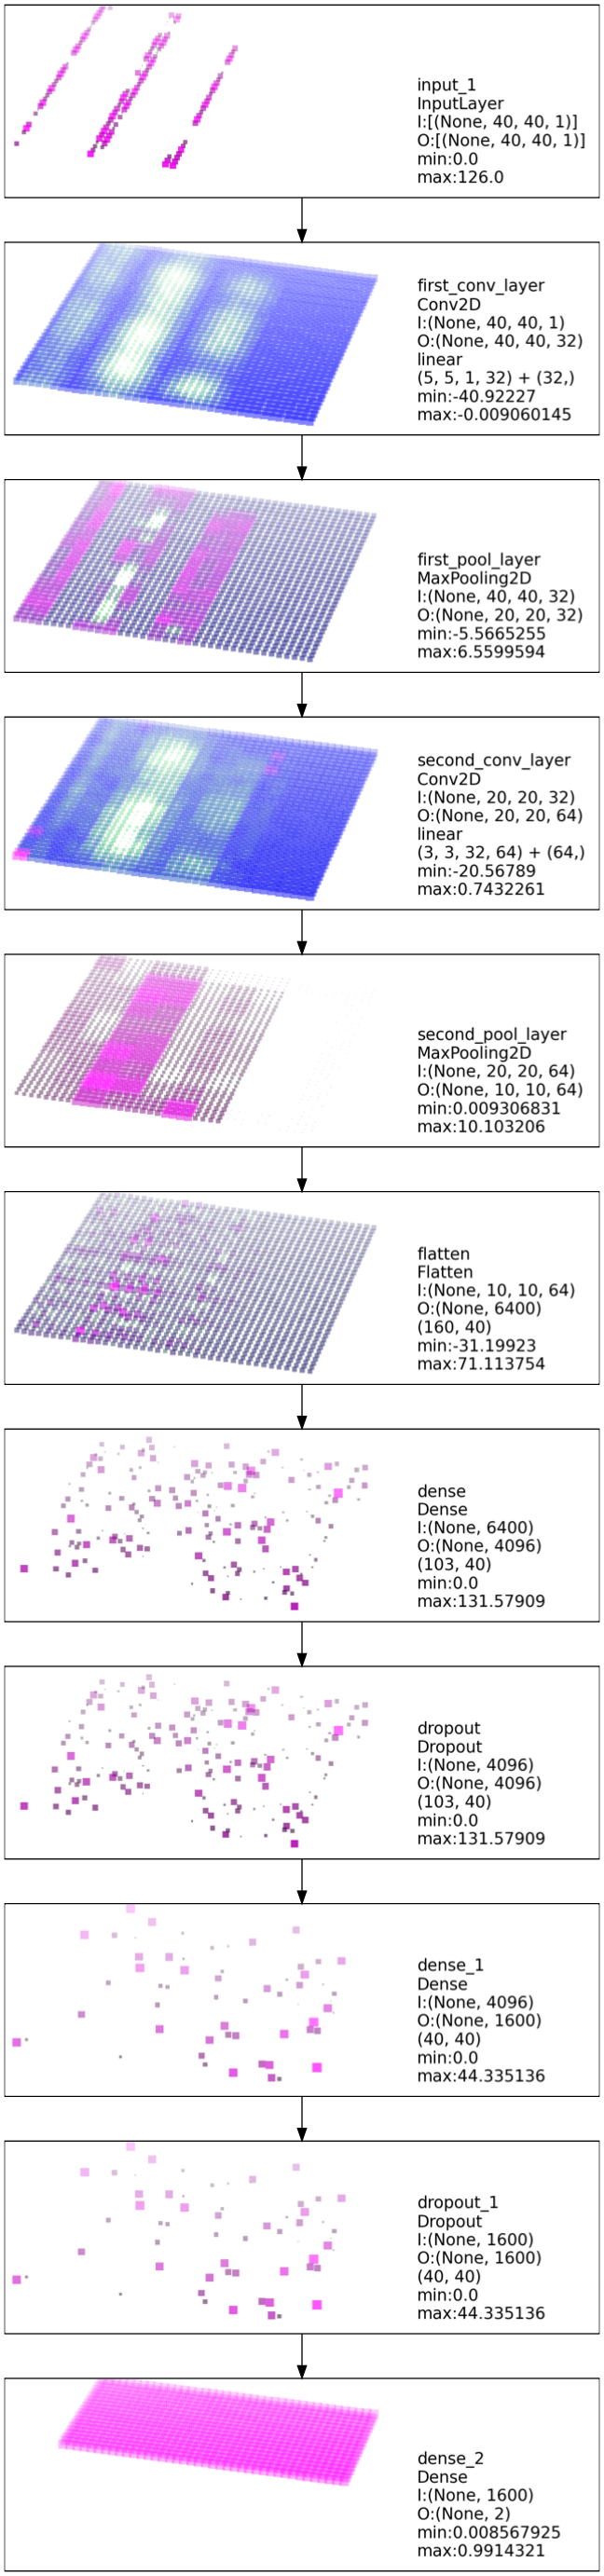 input_1
InputLayer
I:[(None, 40, 40, 1)]
O:[(None, 40, 40, 1)]
min:0.0
max:126.0
first_conv_layer
Conv2D
I:(None, 40, 40, 1)
O:(None, 40, 40, 32)
linear
(5, 5, 1, 32) + (32,)
min:-40.92227
max:-0.009060145
first_pool_layer
MaxPooling2D
I:(None, 40, 40, 32)
O:(None, 20, 20, 32)
min:-5.5665255
max:6.5599594
second_conv_layer
Conv2D
I:(None, 20, 20, 32)
O:(None, 20, 20, 64)
linear
(3, 3, 32, 64) + (64,)
min:-20.56789
max:0.7432261
second_pool_layer
MaxPooling2D
I:(None, 20, 20, 64)
O:(None, 10, 10, 64)
min:0.009306831
max:10.103206
flatten
Flatten
I:(None, 10, 10, 64)
O:(None, 6400)
(160, 40)
min:-31.19923
max:71.113754
dense
Dense
I:(None, 6400)
O:(None, 4096)
(103, 40)
min:0.0
max:131.57909
dropout
Dropout
I:(None, 4096)
O:(None, 4096)
(103, 40)
min:0.0
max:131.57909
dense_1
Dense
I:(None, 4096)
O:(None, 1600)
(40, 40)
min:0.0
max:44.335136
dropout_1
Dropout
I:(None, 1600)
O:(None, 1600)
(40, 40)
min:0.0
max:44.335136
dense_2
Dense
I:(None, 1600)
O:(None, 2)
min:0.008567925
max:0.9914321